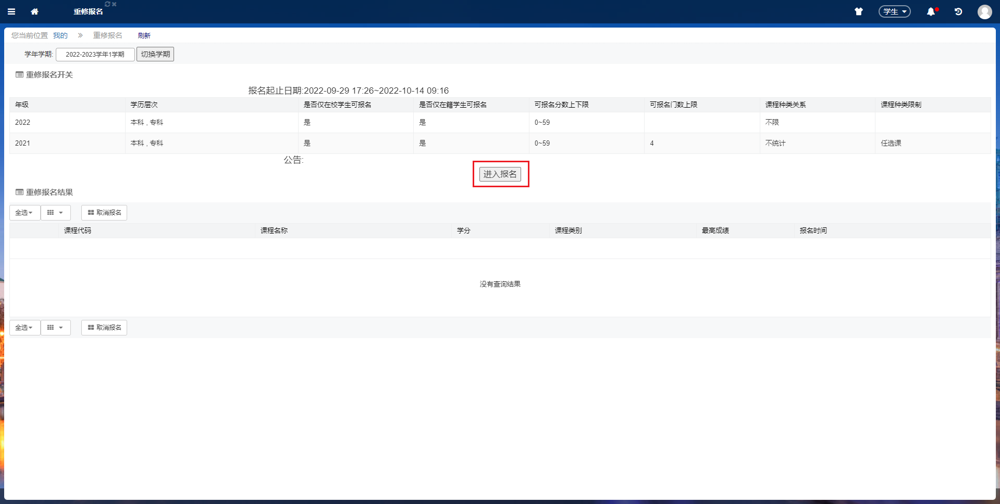 重修报名
学生
您当前位置 我的 » 重修报名 刷新
学年学期: 2022-2023学年1学期 切换学期
重修报名开关
报名起止日期:2022-09-29 17:26~2022-10-14 09:16
年级 学历层次 是否仅在校学生可报名 是否仅在籍学生可报名 可报名分数上下限 可报名门数上限 课程种类关系 课程种类限制
2022 本科 , 专科 是 是 0~59 不限
2021 本科 , 专科 是 是 0~59 4 不统计 任选课
公告:
进入报名
重修报名结果
全选 取消报名
课程代码 课程名称 学分 课程类别 最高成绩 报名时间
没有查询结果
全选 取消报名